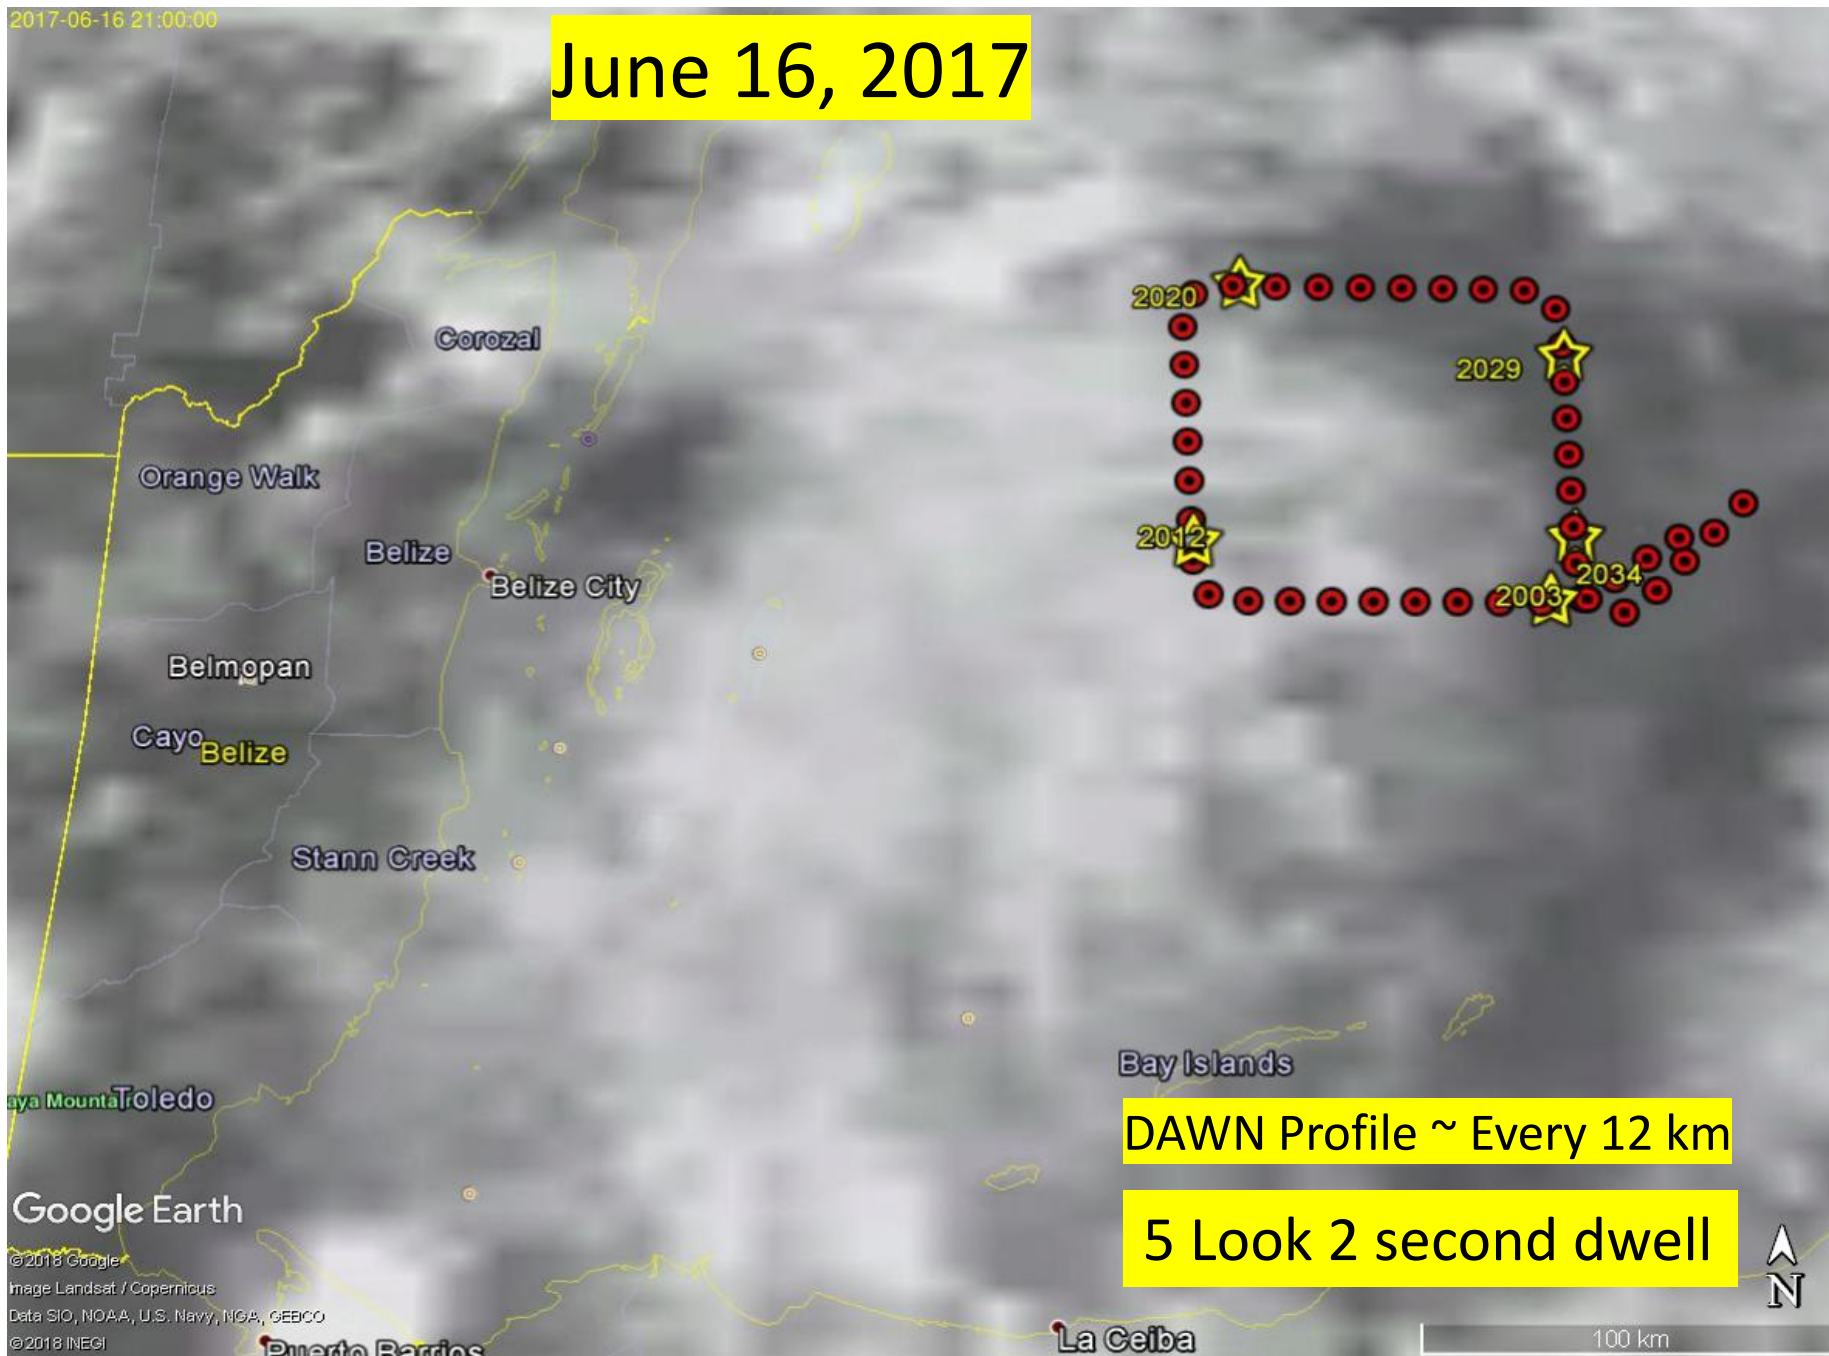 2017-06-16 21:00:00
June 16, 2017
2020
Corozal
2029
Orange Walk
Belize
2012
Belize City
2034
2003
Belmopan
Cayo
Belize
Stann Creek
Bay Islands
aya Mountain
Toledo
DAWN Profile ~ Every 12 km
Google Earth
5 Look 2 second dwell
©2018 Google
Image Landsat / Copernicus
N
Data SIO, NOAA, U.S. Navy, NGA, GEBCO
©2018 INEGI
Puerto Barrios
La Ceiba
100 km